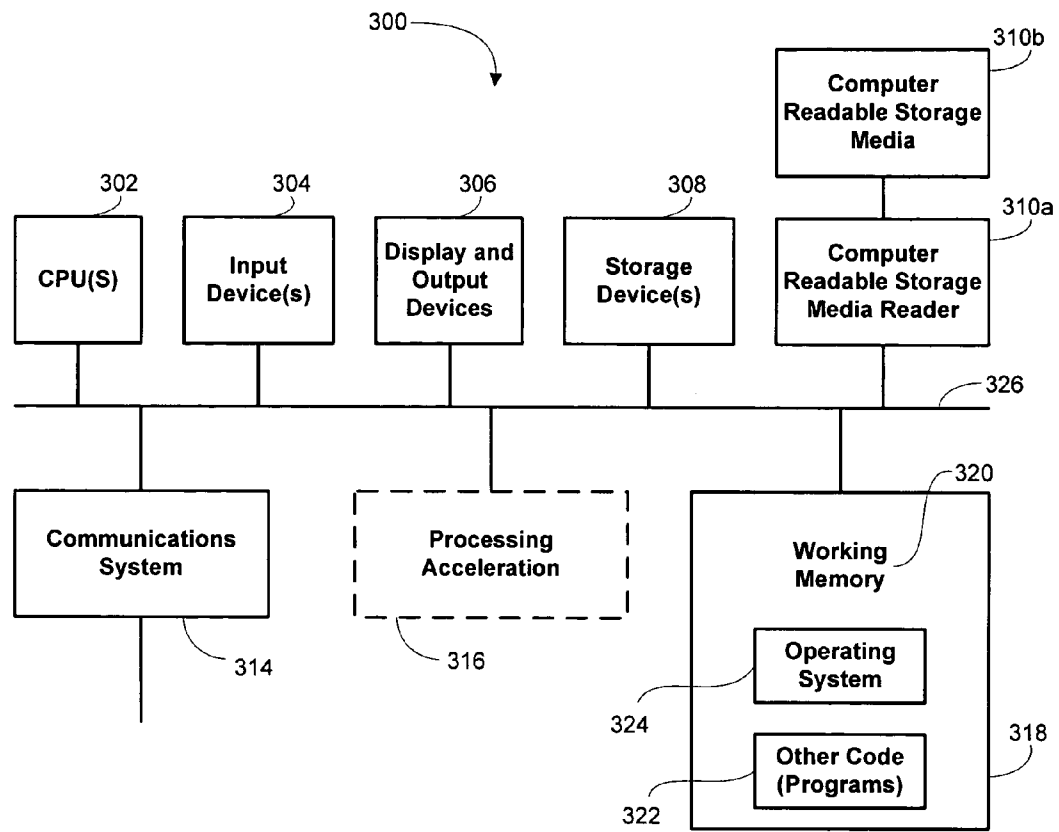 300
310b
Computer
Readable Storage
Media
302
304
306
308
310a
CPU(S)
Input
Device(s)
Display and
Output
Devices
Storage
Device(s)
Computer
Readable Storage
Media Reader
326
Communications
System
314
Processing
Acceleration
316
320
Working
Memory
Operating
System
324
318
Other Code
(Programs)
322